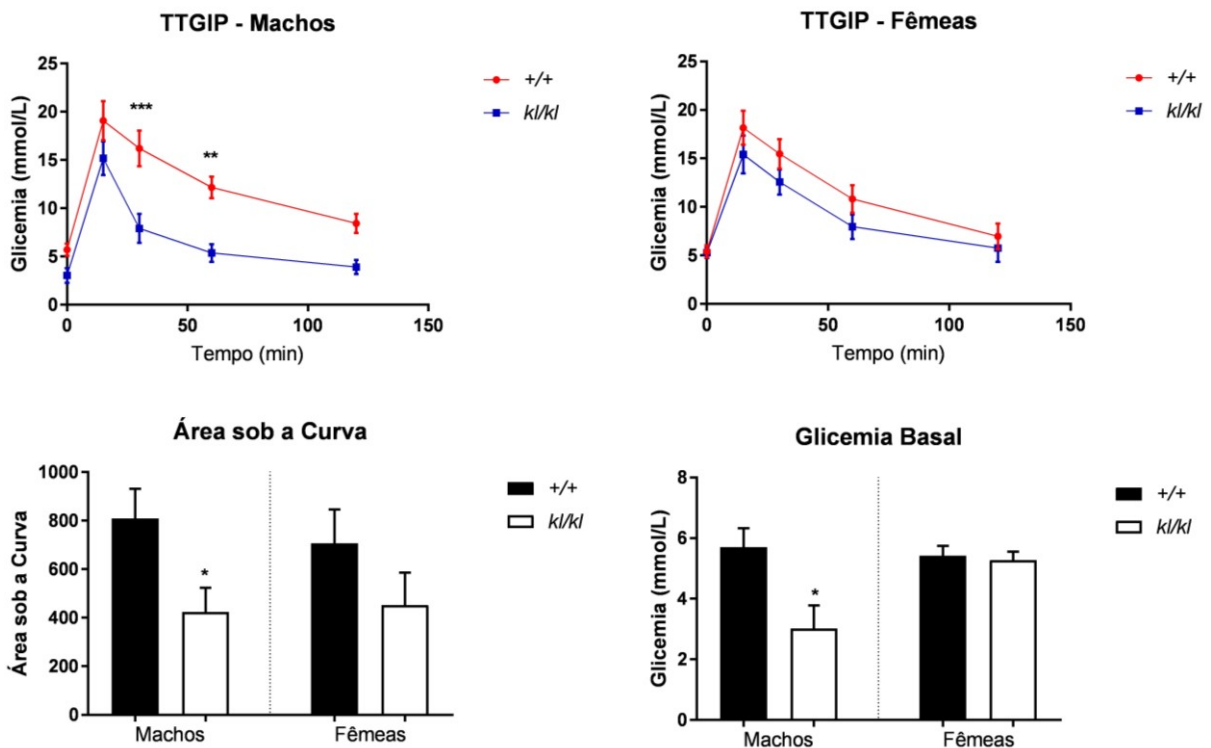 TTGIP - Machos
Glicemia (mmol/L)
25
20
15
10
5
0
***
**
0
50
100
150
Tempo (min)
+/+
kl/kl
TTGIP - Fêmeas
Glicemia (mmol/L)
25
20
15
10
5
0
0
50
100
150
Tempo (min)
+/+
kl/kl
Área sob a Curva
Área sob a Curva
1000
800
600
400
200
0
*
Machos
Fêmeas
+/+
kl/kl
Glicemia Basal
Glicemia (mmol/L)
8
6
4
2
0
*
Machos
Fêmeas
+/+
kl/kl